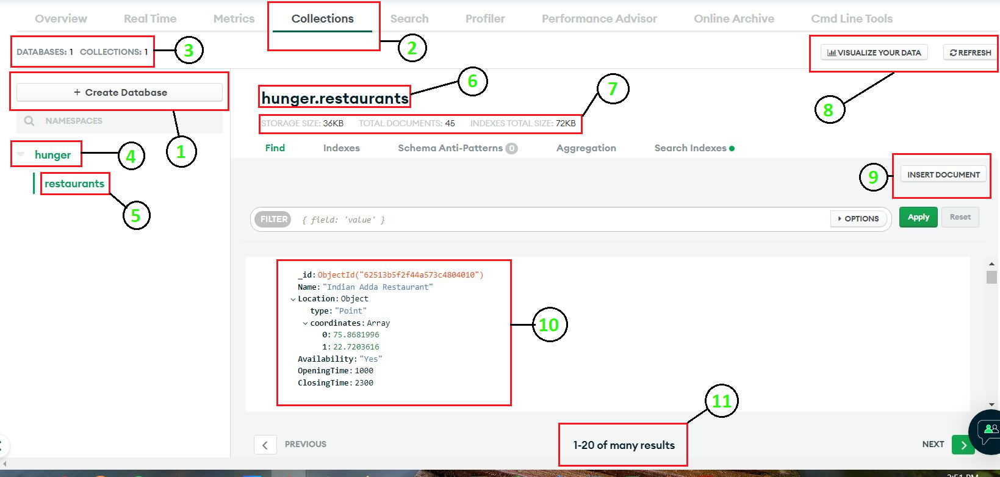 Overview Real Time Metrics Collections Search Profiler Performance Advisor Online Archive Cmd Line Tools
DATABASES: 1 COLLECTIONS: 1
3
2
VISUALIZE YOUR DATA
REFRESH
8
+ Create Database
NAMESPACES
1
hunger
4
restaurants
5
hunger.restaurants
6
7
STORAGE SIZE: 36KB TOTAL DOCUMENTS: 45 INDEXES TOTAL SIZE: 72KB
Find Indexes Schema Anti-Patterns 0 Aggregation Search Indexes
9
INSERT DOCUMENT
FILTER { field: 'value' } OPTIONS Apply Reset
_id: ObjectId("62513b5f2f44a573c4804010")
Name: "Indian Adda Restaurant"
Location: Object
type: "Point"
coordinates: Array
0: 75.8681996
1: 22.7203616
Availability: "Yes"
OpeningTime: 1000
ClosingTime: 2300
10
11
PREVIOUS 1-20 of many results NEXT